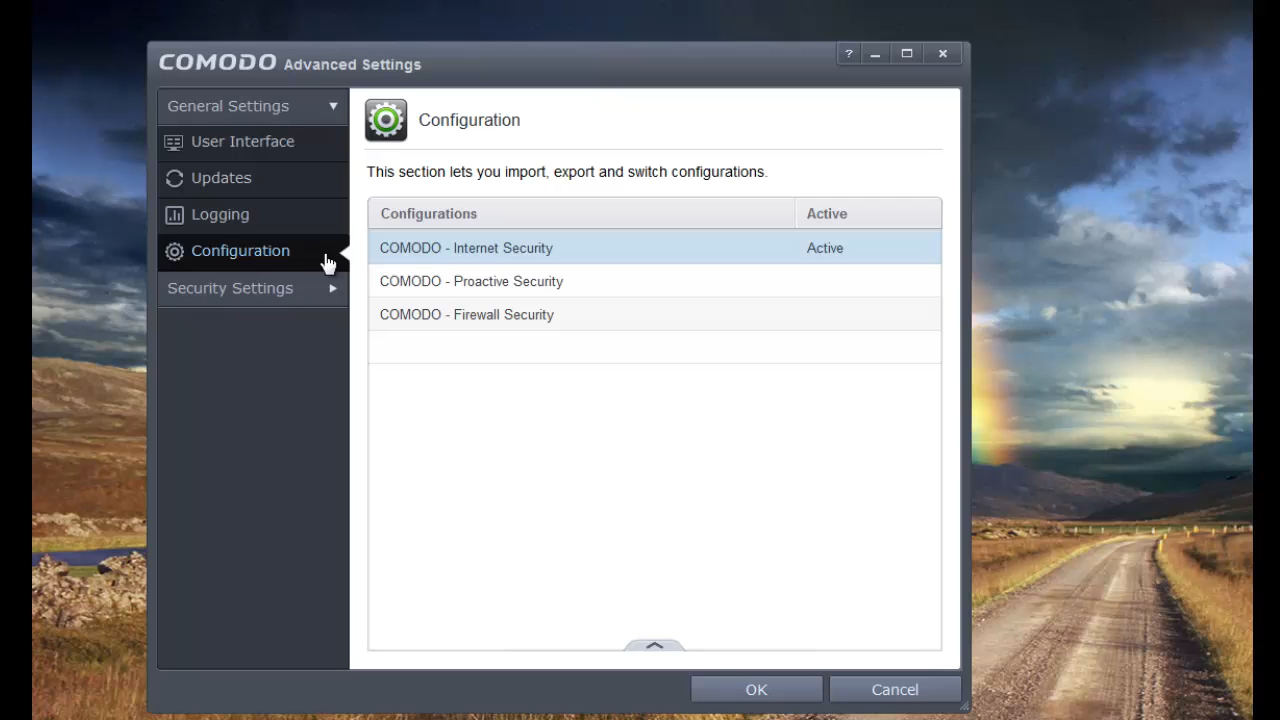 COMODO Advanced Settings
?
General Settings
User Interface
Updates
Logging
Configuration
Security Settings
Configuration
This section lets you import, export and switch configurations.
Configurations Active
COMODO - Internet Security Active
COMODO - Proactive Security
COMODO - Firewall Security
OK Cancel